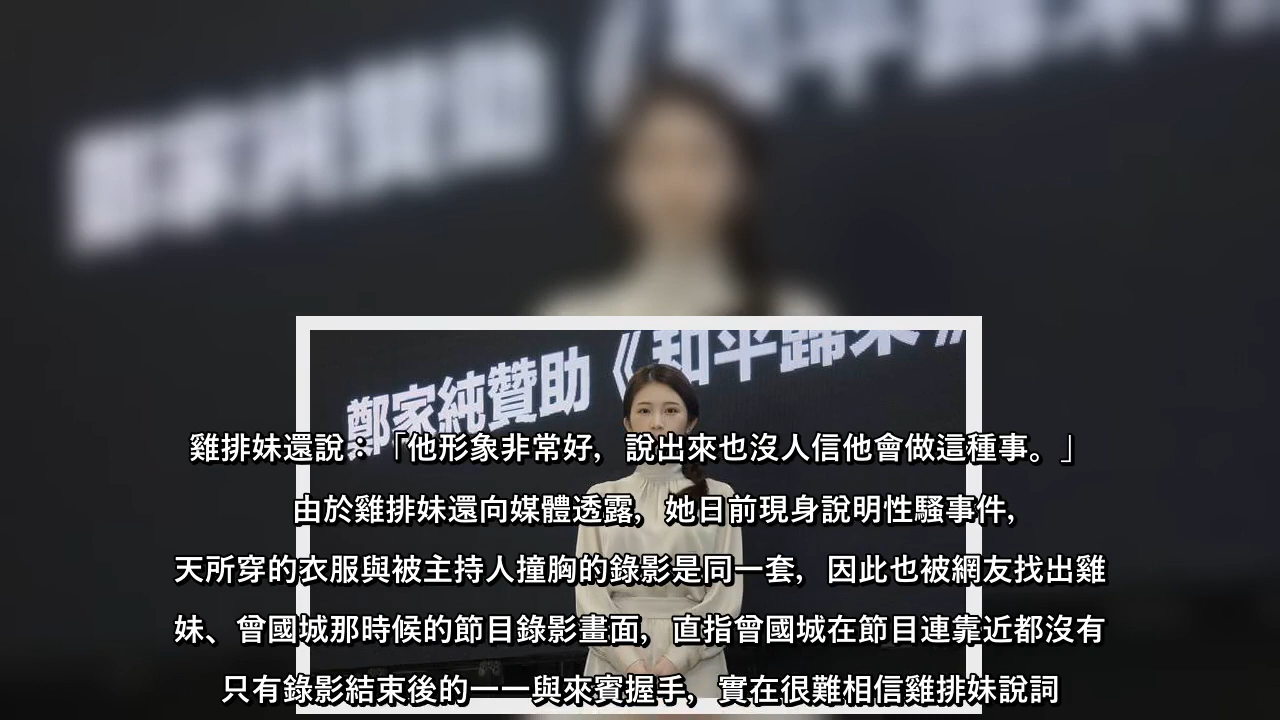 鄭家純贊助《和平歸來》
雞排妹還說：「他形象非常好，說出來也沒人信他會做這種事。」
由於雞排妹還向媒體透露，她日前現身說明性騷事件，
天所穿的衣服與被主持人撞胸的錄影是同一套，因此也被網友找出雞
妹、曾國城那時候的節目錄影畫面，直指曾國城在節目連靠近都沒有
只有錄影結束後的一一與來賓握手，實在很難相信雞排妹說詞